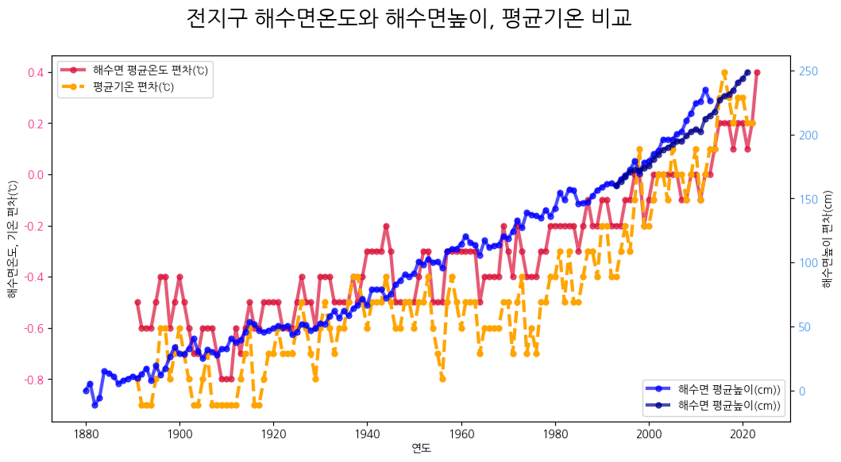 전지구 해수면온도와 해수면높이, 평균기온 비교
해수면 평균온도 편차(℃)
평균기온 편차(℃)
0.4
0.2
0.0
-0.2
-0.4
-0.6
-0.8
해수면온도, 기온 편차(℃)
250
200
150
100
50
0
해수면높이 편차(cm)
해수면 평균높이(cm))
해수면 평균높이(cm))
1880
1900
1920
1940
1960
1980
2000
2020
연도